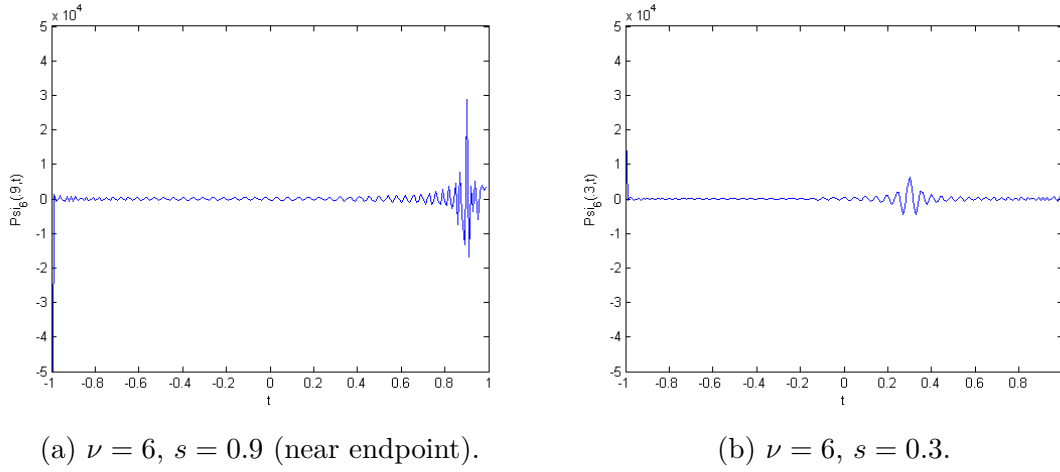 x 10^4
5
4
3
2
1
0
-1
-2
-3
-4
-5
Psi_6(.9,t)
-1 -0.8 -0.6 -0.4 -0.2 0 0.2 0.4 0.6 0.8 1
t
x 10^4
5
4
3
2
1
0
-1
-2
-3
-4
-5
Psi_6(.3,t)
-1 -0.8 -0.6 -0.4 -0.2 0 0.2 0.4 0.6 0.8
t
(a) ν = 6, s = 0.9 (near endpoint).
(b) ν = 6, s = 0.3.